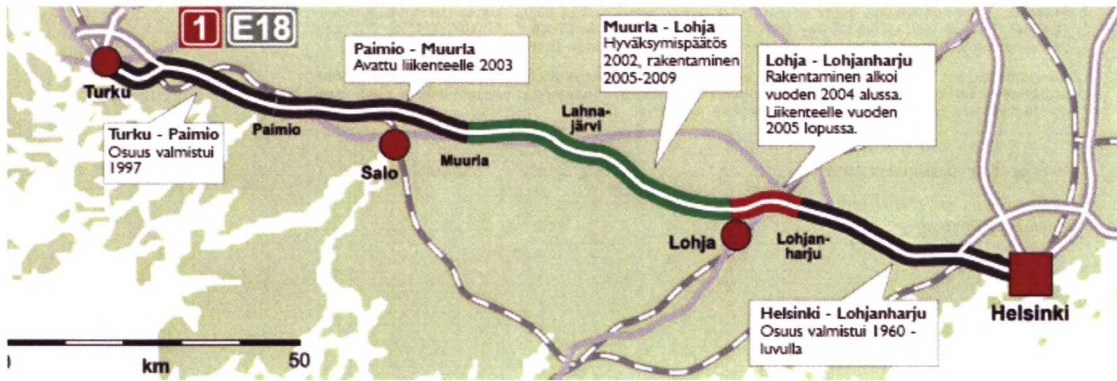 1 E18
Turku
Turku - Paimio
Osuus valmistui
1997
Paimio
Paimio - Muurla
Avattu liikenteelle 2003
Salo
Muurla
Lahna-
järvi
Muurla - Lohja
Hyväksymispäätös
2002, rakentaminen
2005-2009
Lohja - Lohjanharju
Rakentaminen alkoi
vuoden 2004 alussa.
Liikenteelle vuoden
2005 lopussa.
Lohja
Lohjan-
harju
Helsinki - Lohjanharju
Osuus valmistui 1960 -
luvulla
Helsinki
0 50
km